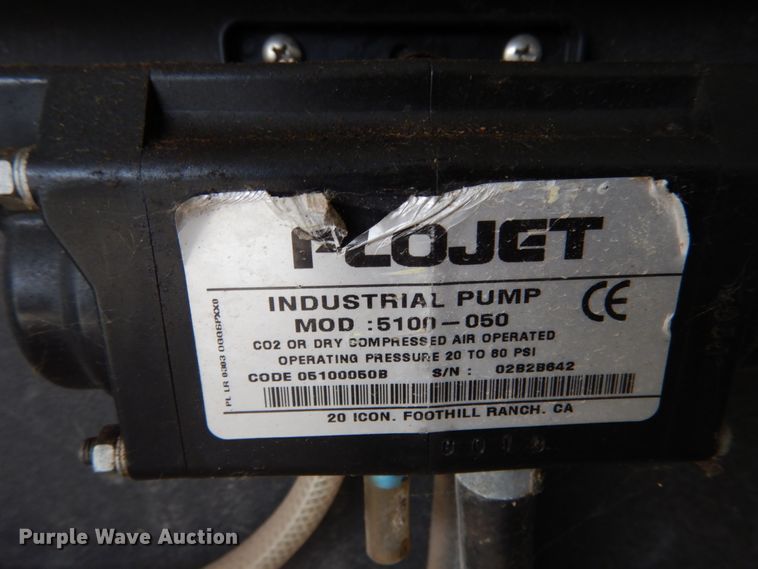 FLOJET
INDUSTRIAL PUMP
MOD :5100-050
CO2 OR DRY COMPRESSED AIR OPERATED
OPERATING PRESSURE 20 TO 80 PSI
CODE 05100050B S/N : 02B2B642
20 ICON. FOOTHILL RANCH. CA
CE
Purple Wave Auction